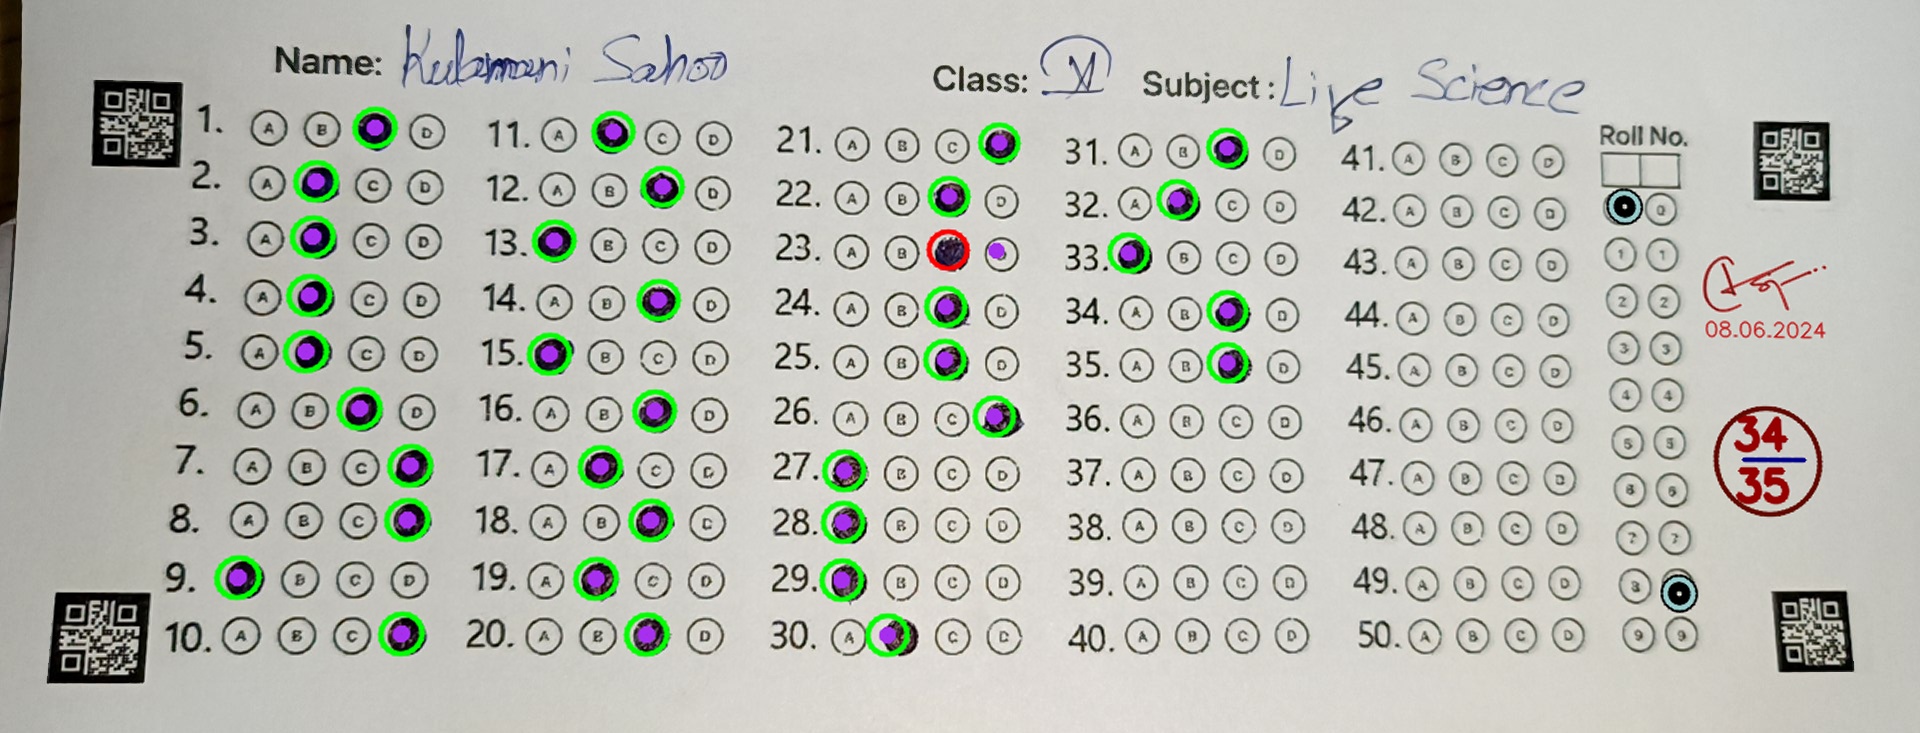 Name: Kulamani Sahoo Class: Subject: Life Science
Roll No.
1. A B D 11. A C D 21. A B C 31. A B D 41. A B C D
2. A C D 12. A B D 22. A B D 32. A C D 42. A B C D 0
3. A C D 13. B C D 23. A B 33. B C D 43. A B C D 1 1
4. A C D 14. A B D 24. A B D 34. A B D 44. A B C D 2 2
5. A C D 15. B C D 25. A B D 35. A B D 45. A B C D 3 3
6. A B D 16. A B D 26. A B C 36. A B C D 46. A B C D 4 4
7. A B C 17. A C D 27. B C D 37. A B C D 47. A B C D 5 5
6 6
8. A B C 18. A B D 28. B C D 38. A B C D 48. A B C D 7 7
9. B C D 19. A C D 29. B C D 39. A B C D 49. A B C D 8
10. A B C 20. A B D 30. A C D 40. A B C D 50. A B C D 9 9
08.06.2024
34
35